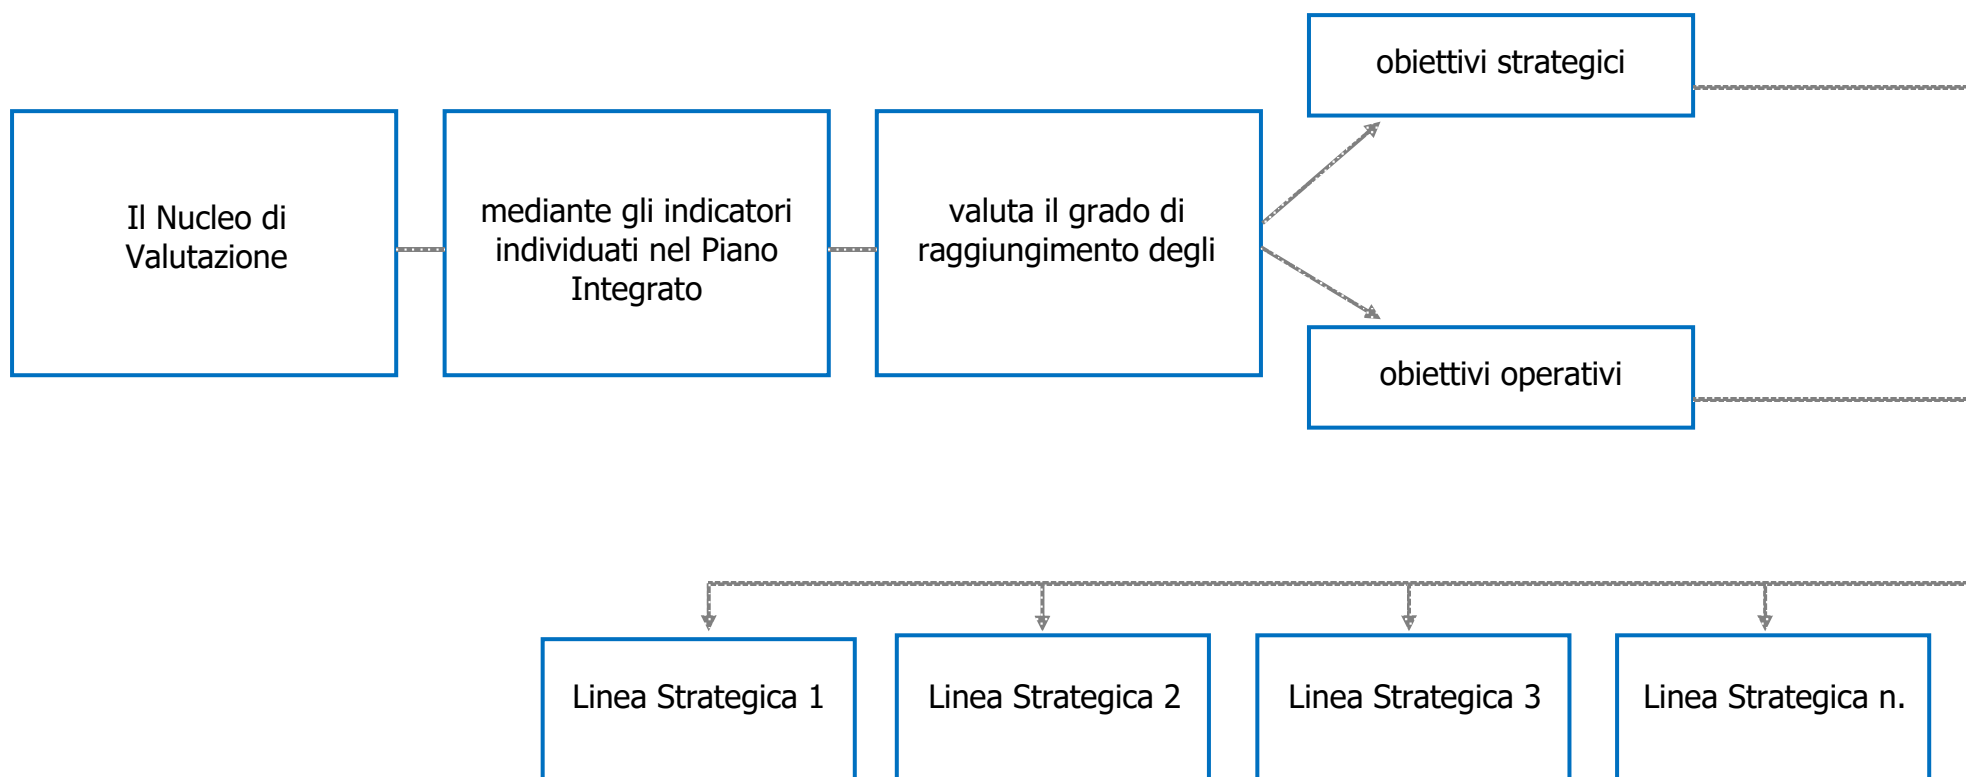 Il Nucleo di
Valutazione
mediante gli indicatori
individuati nel Piano
Integrato
valuta il grado di
raggiungimento degli
obiettivi strategici
obiettivi operativi
Linea Strategica 1
Linea Strategica 2
Linea Strategica 3
Linea Strategica n.